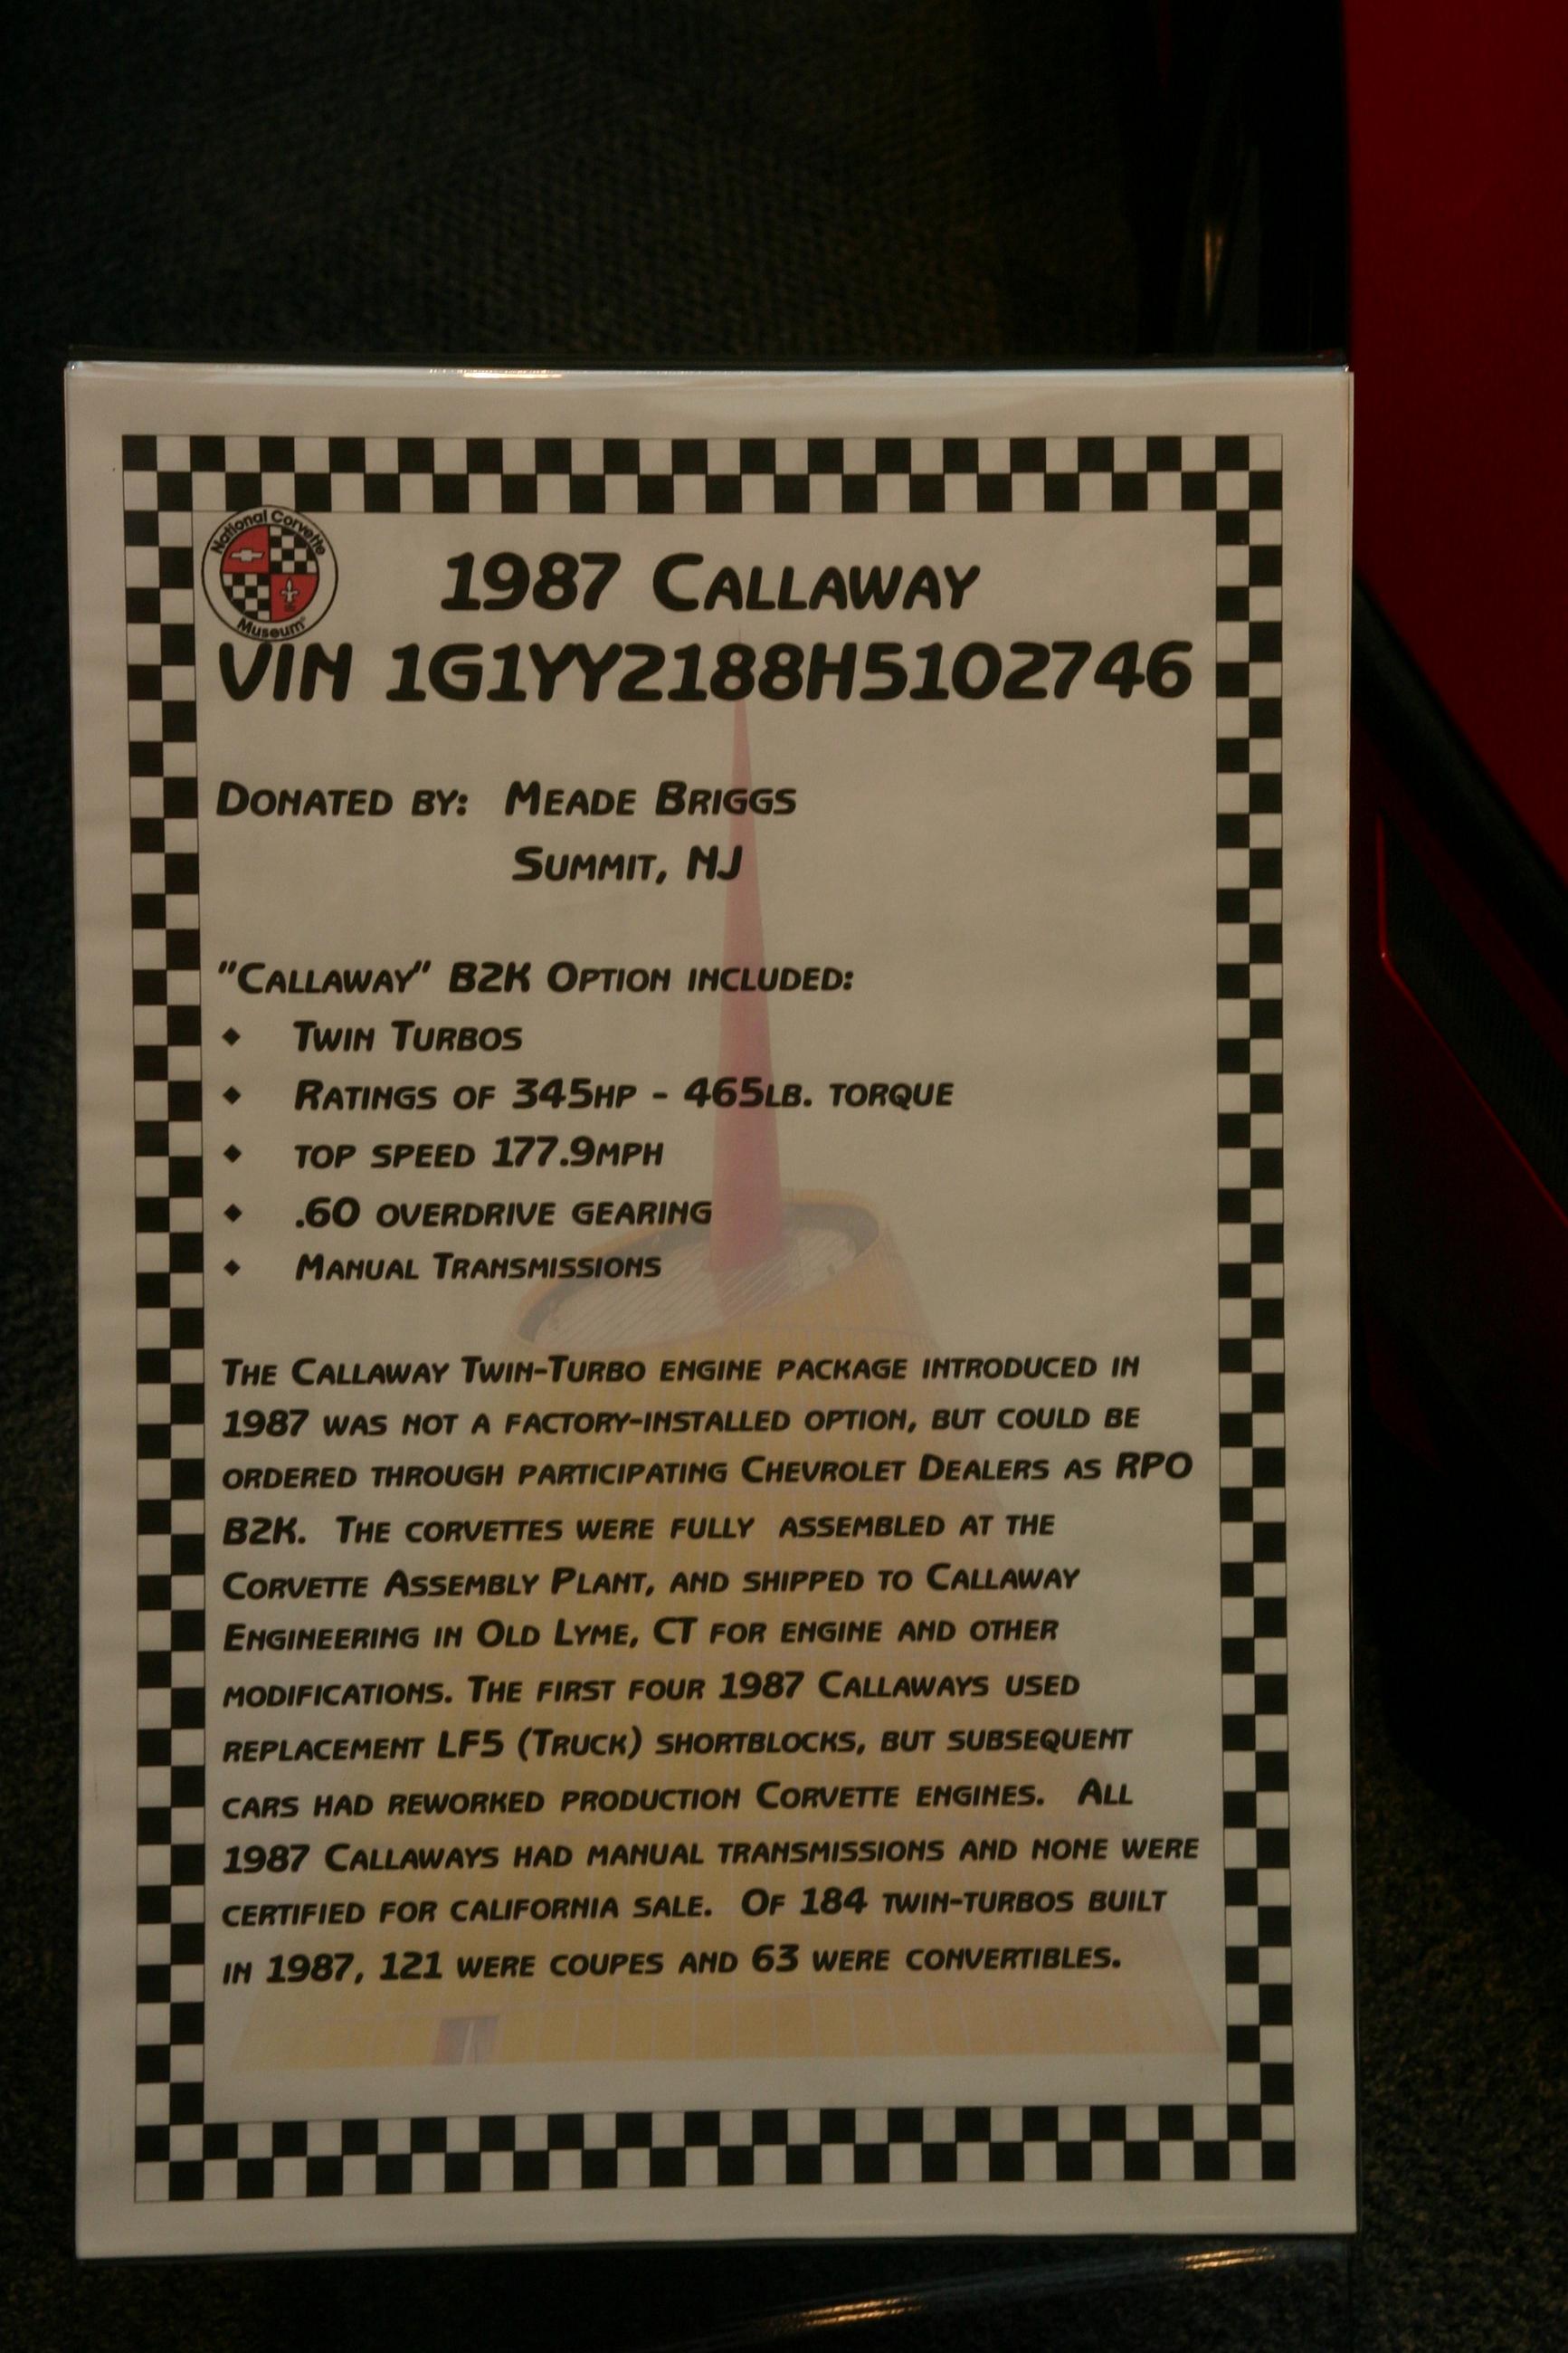 National Corvette
Museum
1987 CALLAWAY
VIN 1G1YY2188H5102746
DONATED BY: MEADE BRIGGS
SUMMIT, NJ
"CALLAWAY" B2K OPTION INCLUDED:
◆ TWIN TURBOS
◆ RATINGS OF 345HP - 465LB. TORQUE
◆ TOP SPEED 177.9MPH
◆ .60 OVERDRIVE GEARING
◆ MANUAL TRANSMISSIONS
THE CALLAWAY TWIN-TURBO ENGINE PACKAGE INTRODUCED IN
1987 WAS NOT A FACTORY-INSTALLED OPTION, BUT COULD BE
ORDERED THROUGH PARTICIPATING CHEVROLET DEALERS AS RPO
B2K. THE CORVETTES WERE FULLY ASSEMBLED AT THE
CORVETTE ASSEMBLY PLANT, AND SHIPPED TO CALLAWAY
ENGINEERING IN OLD LYME, CT FOR ENGINE AND OTHER
MODIFICATIONS. THE FIRST FOUR 1987 CALLAWAYS USED
REPLACEMENT LF5 (TRUCK) SHORTBLOCKS, BUT SUBSEQUENT
CARS HAD REWORKED PRODUCTION CORVETTE ENGINES. ALL
1987 CALLAWAYS HAD MANUAL TRANSMISSIONS AND NONE WERE
CERTIFIED FOR CALIFORNIA SALE. OF 184 TWIN-TURBOS BUILT
IN 1987, 121 WERE COUPES AND 63 WERE CONVERTIBLES.